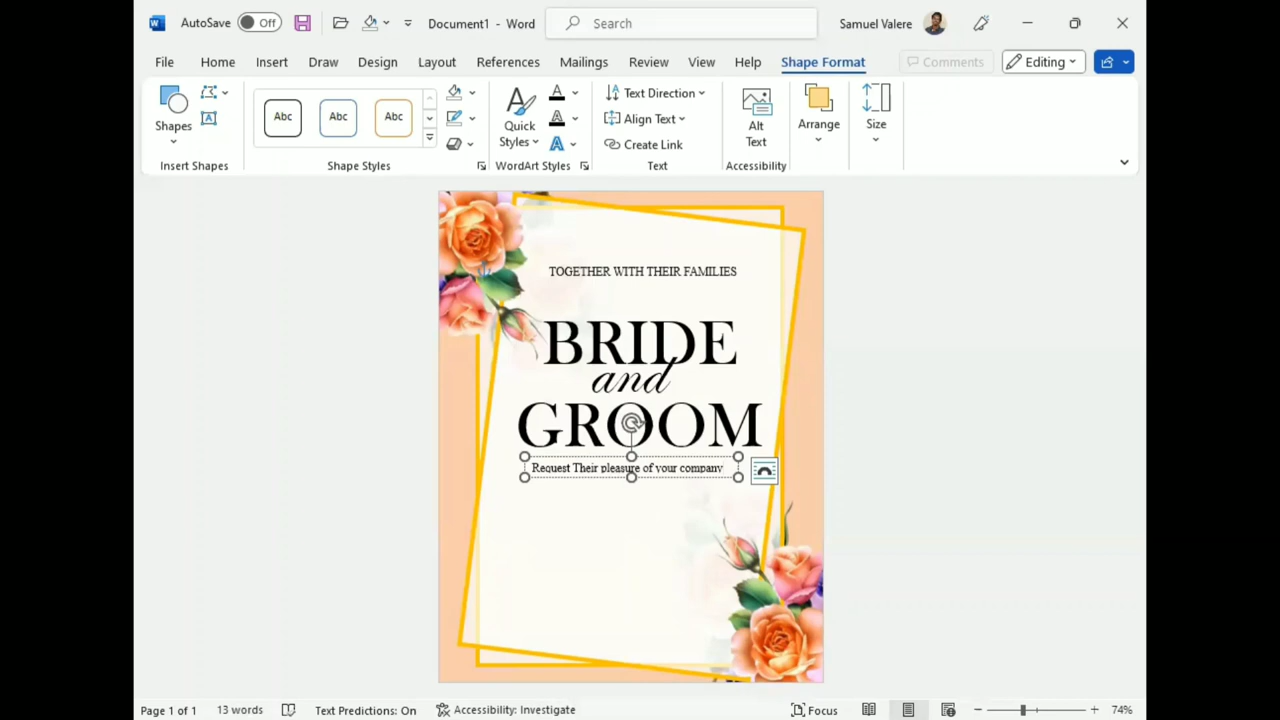 AutoSave Off Document1 - Word Search Samuel Valere
File Home Insert Draw Design Layout References Mailings Review View Help Shape Format Comments Editing
Shapes
Insert Shapes
Abc Abc Abc
Shape Styles
Quick
Styles
WordArt Styles
Text Direction
Align Text
Create Link
Text
Alt
Text
Accessibility
Arrange
Size
TOGETHER WITH THEIR FAMILIES
BRIDE
and
GROOM
Request Their pleasure of your company
Page 1 of 1 13 words Text Predictions: On Accessibility: Investigate Focus 74%